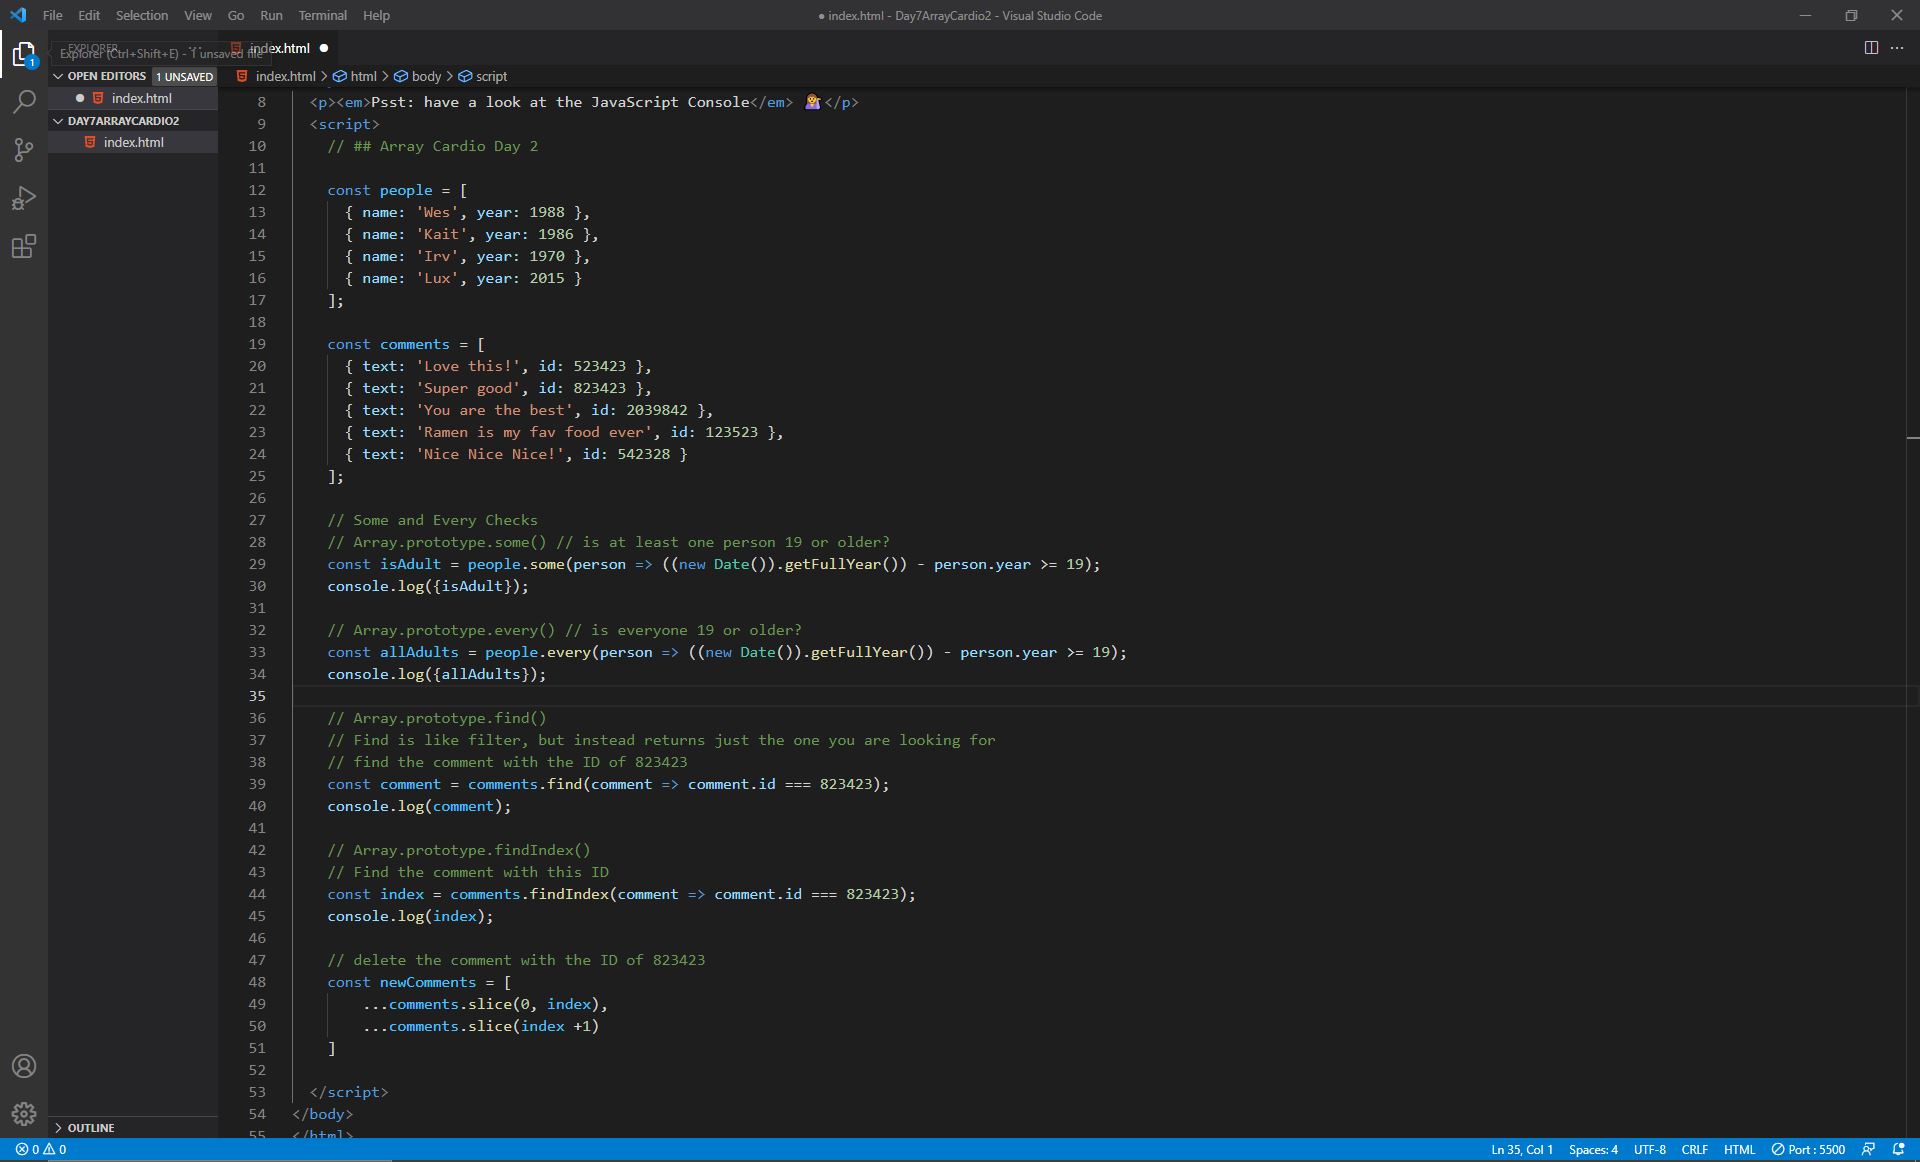 File Edit Selection View Go Run Terminal Help
● index.html - Day7ArrayCardio2 - Visual Studio Code
EXPLORER
Explorer (Ctrl+Shift+E) - 1 unsaved file
index.html
1
OPEN EDITORS 1 UNSAVED
index.html
DAY7ARRAYCARDIO2
index.html
OUTLINE
index.html > html > body > script
8 <p><em>Psst: have a look at the JavaScript Console</em> 💁</p>
9 <script>
10 // ## Array Cardio Day 2
11
12 const people = [
13 { name: 'Wes', year: 1988 },
14 { name: 'Kait', year: 1986 },
15 { name: 'Irv', year: 1970 },
16 { name: 'Lux', year: 2015 }
17 ];
18
19 const comments = [
20 { text: 'Love this!', id: 523423 },
21 { text: 'Super good', id: 823423 },
22 { text: 'You are the best', id: 2039842 },
23 { text: 'Ramen is my fav food ever', id: 123523 },
24 { text: 'Nice Nice Nice!', id: 542328 }
25 ];
26
27 // Some and Every Checks
28 // Array.prototype.some() // is at least one person 19 or older?
29 const isAdult = people.some(person => ((new Date()).getFullYear()) - person.year >= 19);
30 console.log({isAdult});
31
32 // Array.prototype.every() // is everyone 19 or older?
33 const allAdults = people.every(person => ((new Date()).getFullYear()) - person.year >= 19);
34 console.log({allAdults});
35
36 // Array.prototype.find()
37 // Find is like filter, but instead returns just the one you are looking for
38 // find the comment with the ID of 823423
39 const comment = comments.find(comment => comment.id === 823423);
40 console.log(comment);
41
42 // Array.prototype.findIndex()
43 // Find the comment with this ID
44 const index = comments.findIndex(comment => comment.id === 823423);
45 console.log(index);
46
47 // delete the comment with the ID of 823423
48 const newComments = [
49 ...comments.slice(0, index),
50 ...comments.slice(index +1)
51 ]
52
53 </script>
54 </body>
55 </html>
0 0
Ln 35, Col 1 Spaces: 4 UTF-8 CRLF HTML Port : 5500